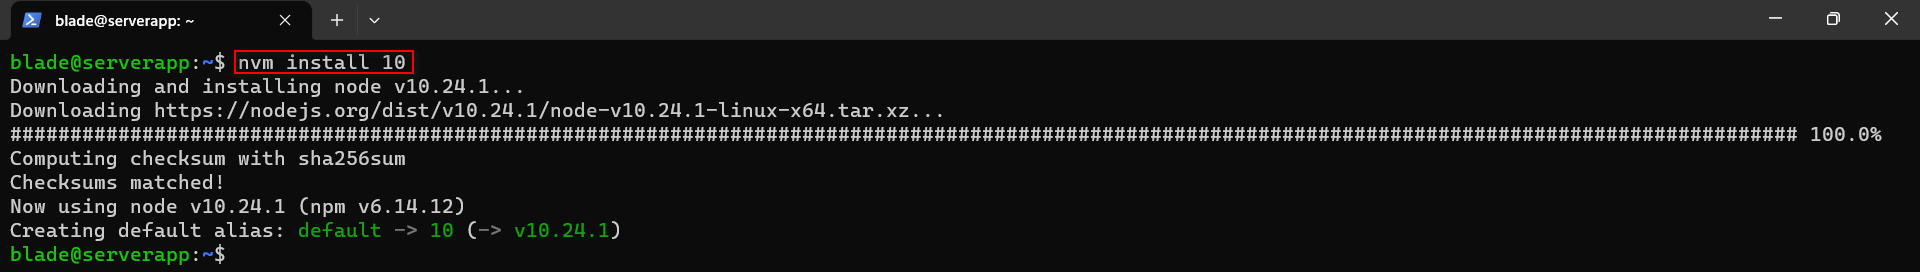 blade@serverapp: ~
blade@serverapp:~$ nvm install 10
Downloading and installing node v10.24.1...
Downloading https://nodejs.org/dist/v10.24.1/node-v10.24.1-linux-x64.tar.xz...
##################################################################################################################################################### 100.0%
Computing checksum with sha256sum
Checksums matched!
Now using node v10.24.1 (npm v6.14.12)
Creating default alias: default -> 10 (-> v10.24.1)
blade@serverapp:~$